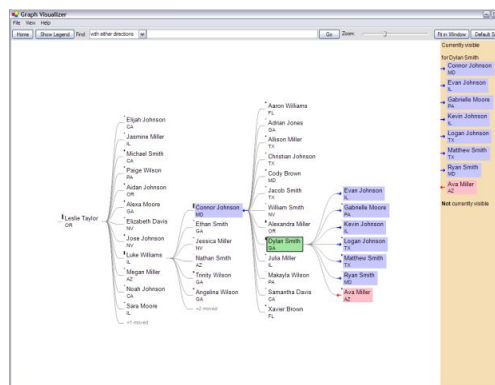 Graph Visualizer
File View Help
Home Show Legend Find: with either directions Go Zoom: Fit in Window Default S
Currently visible
for Dylan Smith
Connor Johnson
MD
Evan Johnson
IL
Gabrielle Moore
PA
Kevin Johnson
IL
Logan Johnson
TX
Matthew Smith
TX
Ryan Smith
MD
Ava Miller
AZ
Not currently visible
Leslie Taylor
OR
Elijah Johnson
CA
Jasmine Miller
IL
Michael Smith
CA
Paige Wilson
PA
Aidan Johnson
OR
Alexa Moore
GA
Elizabeth Davis
NV
Jose Johnson
NV
Luke Williams
IL
Megan Miller
AZ
Noah Johnson
CA
Sara Moore
IL
+1 moved
Connor Johnson
MD
Ethan Smith
GA
Jessica Miller
NV
Nathan Smith
AZ
Trinity Wilson
GA
Angelina Wilson
GA
+2 moved
Aaron Williams
FL
Adrian Jones
GA
Allison Miller
TX
Christian Johnson
TX
Cody Brown
MD
Jacob Smith
TX
William Smith
NV
Alexandra Miller
OR
Dylan Smith
GA
Julia Miller
IL
Makayla Wilson
PA
Samantha Davis
CA
Xavier Brown
FL
Evan Johnson
IL
Gabrielle Moore
PA
Kevin Johnson
IL
Logan Johnson
TX
Matthew Smith
TX
Ryan Smith
MD
Ava Miller
AZ